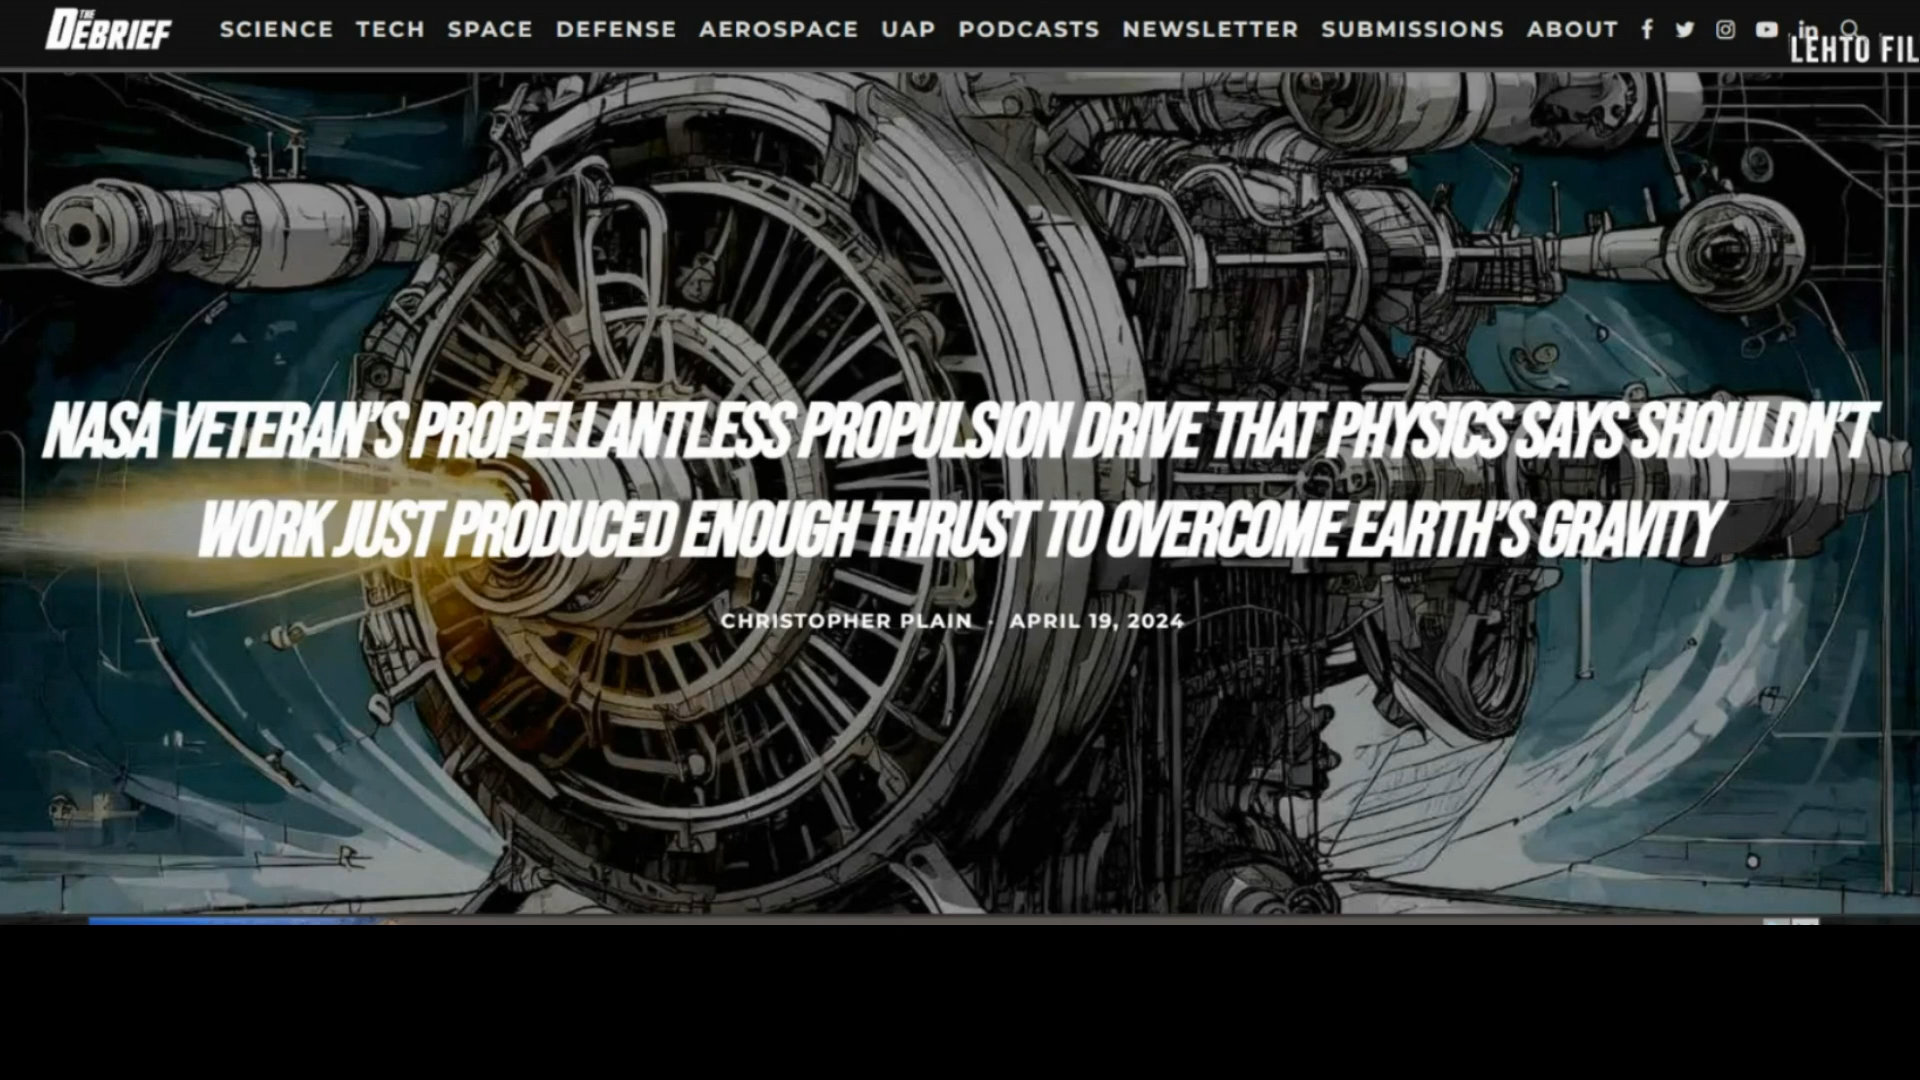 THE DEBRIEF
SCIENCE TECH SPACE DEFENSE AEROSPACE UAP PODCASTS NEWSLETTER SUBMISSIONS ABOUT
LEHTO FIL
NASA VETERAN'S PROPELLANTLESS PROPULSION DRIVE THAT PHYSICS SAYS SHOULDN'T
WORK JUST PRODUCED ENOUGH THRUST TO OVERCOME EARTH'S GRAVITY
CHRISTOPHER PLAIN · APRIL 19, 2024